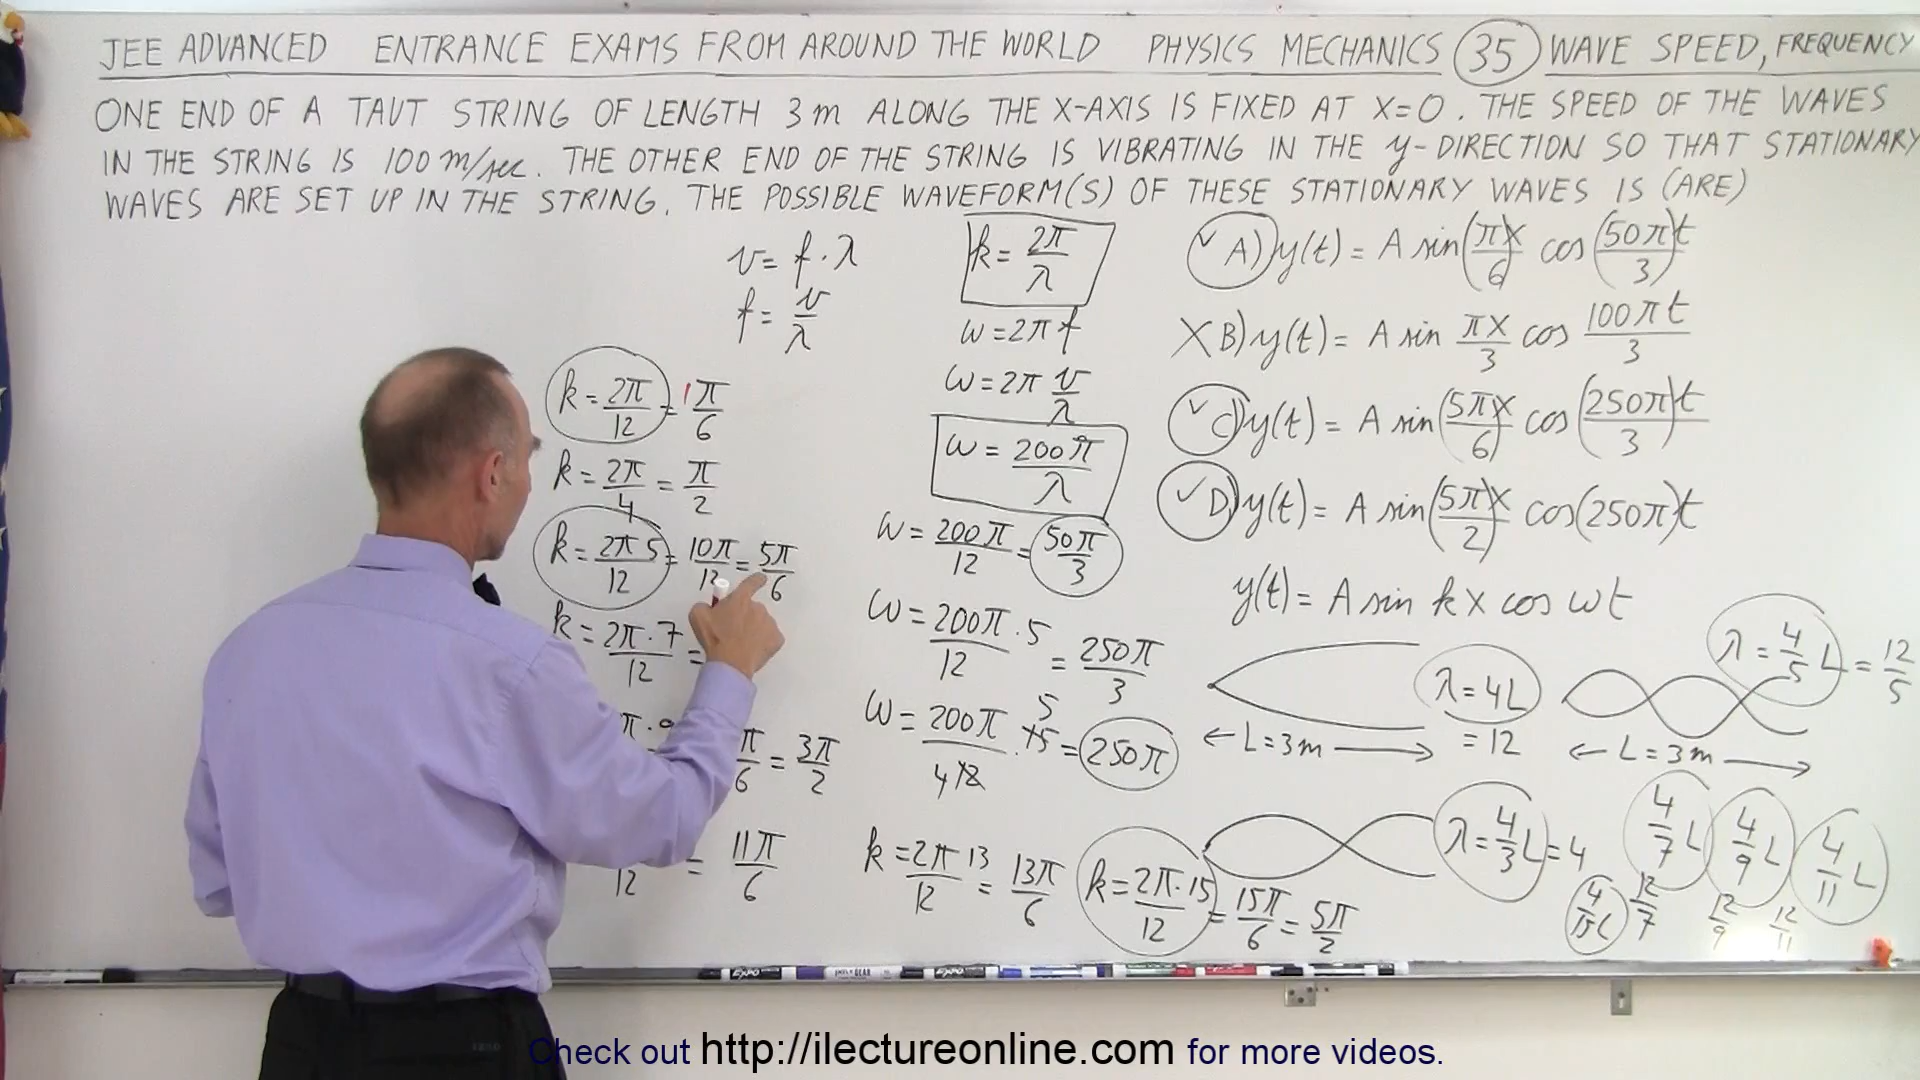 JEE ADVANCED ENTRANCE EXAMS FROM AROUND THE WORLD PHYSICS MECHANICS 35 WAVE SPEED, FREQUENCY
ONE END OF A TAUT STRING OF LENGTH 3m ALONG THE X-AXIS IS FIXED AT X=0. THE SPEED OF THE WAVES
IN THE STRING IS 100 m/sec. THE OTHER END OF THE STRING IS VIBRATING IN THE y-DIRECTION SO THAT STATIONARY
WAVES ARE SET UP IN THE STRING. THE POSSIBLE WAVEFORM(S) OF THESE STATIONARY WAVES IS (ARE)
v = f · λ
f = v/λ
k = 2π/12 = 1π/6
k = 2π/4 = π/2
k = 2π5/12 = 10π/12 = 5π/6
k = 2π·7/12 =
π/6 = 3π/2
12 = 11π/6
k = 2π/λ
ω = 2πf
ω = 2π v/λ
ω = 200π/λ
ω = 200π/12 = 50π/3
ω = 200π/12 · 5 = 250π/3
ω = 200π/4 12 · 15 5 = 250π
k = 2π13/12 = 13π/6
k = 2π·15/12 = 15π/6 = 5π/2
✓ A) y(t) = A sin(πx/6) cos(50π/3)t
X B) y(t) = A sin πx/3 cos 100πt/3
✓ C) y(t) = A sin(5πx/6) cos(250π/3)t
✓ D) y(t) = A sin(5πx/2) cos(250π)t
y(t) = A sin kx cos ωt
λ = 4L = 12
← L = 3m →
λ = 4/5 L = 12/5
← L = 3m →
λ = 4/3 L = 4
4/7 L 4/9 L 4/11 L
4/15 L 12/7 12/9 12/11
EXPO
Check out http://ilectureonline.com for more videos.